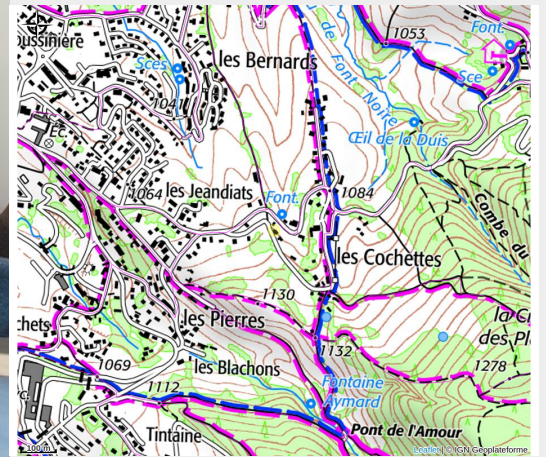 1053
Font.
oussinière
Sces
les Bernards
de Font Noire
Sce
1041
Œil de la Duis
Éc.
1064
les Jeandiats
Font.
1084
Combe du
les Cochettes
1130
la C
des Pl
chets
les Pierres
1132
1069
les Blachons
1278
1112
Fontaine
Aymard
Tintaine
Pont de l'Amour
100 m
Leaflet | © IGN Geoplateforme